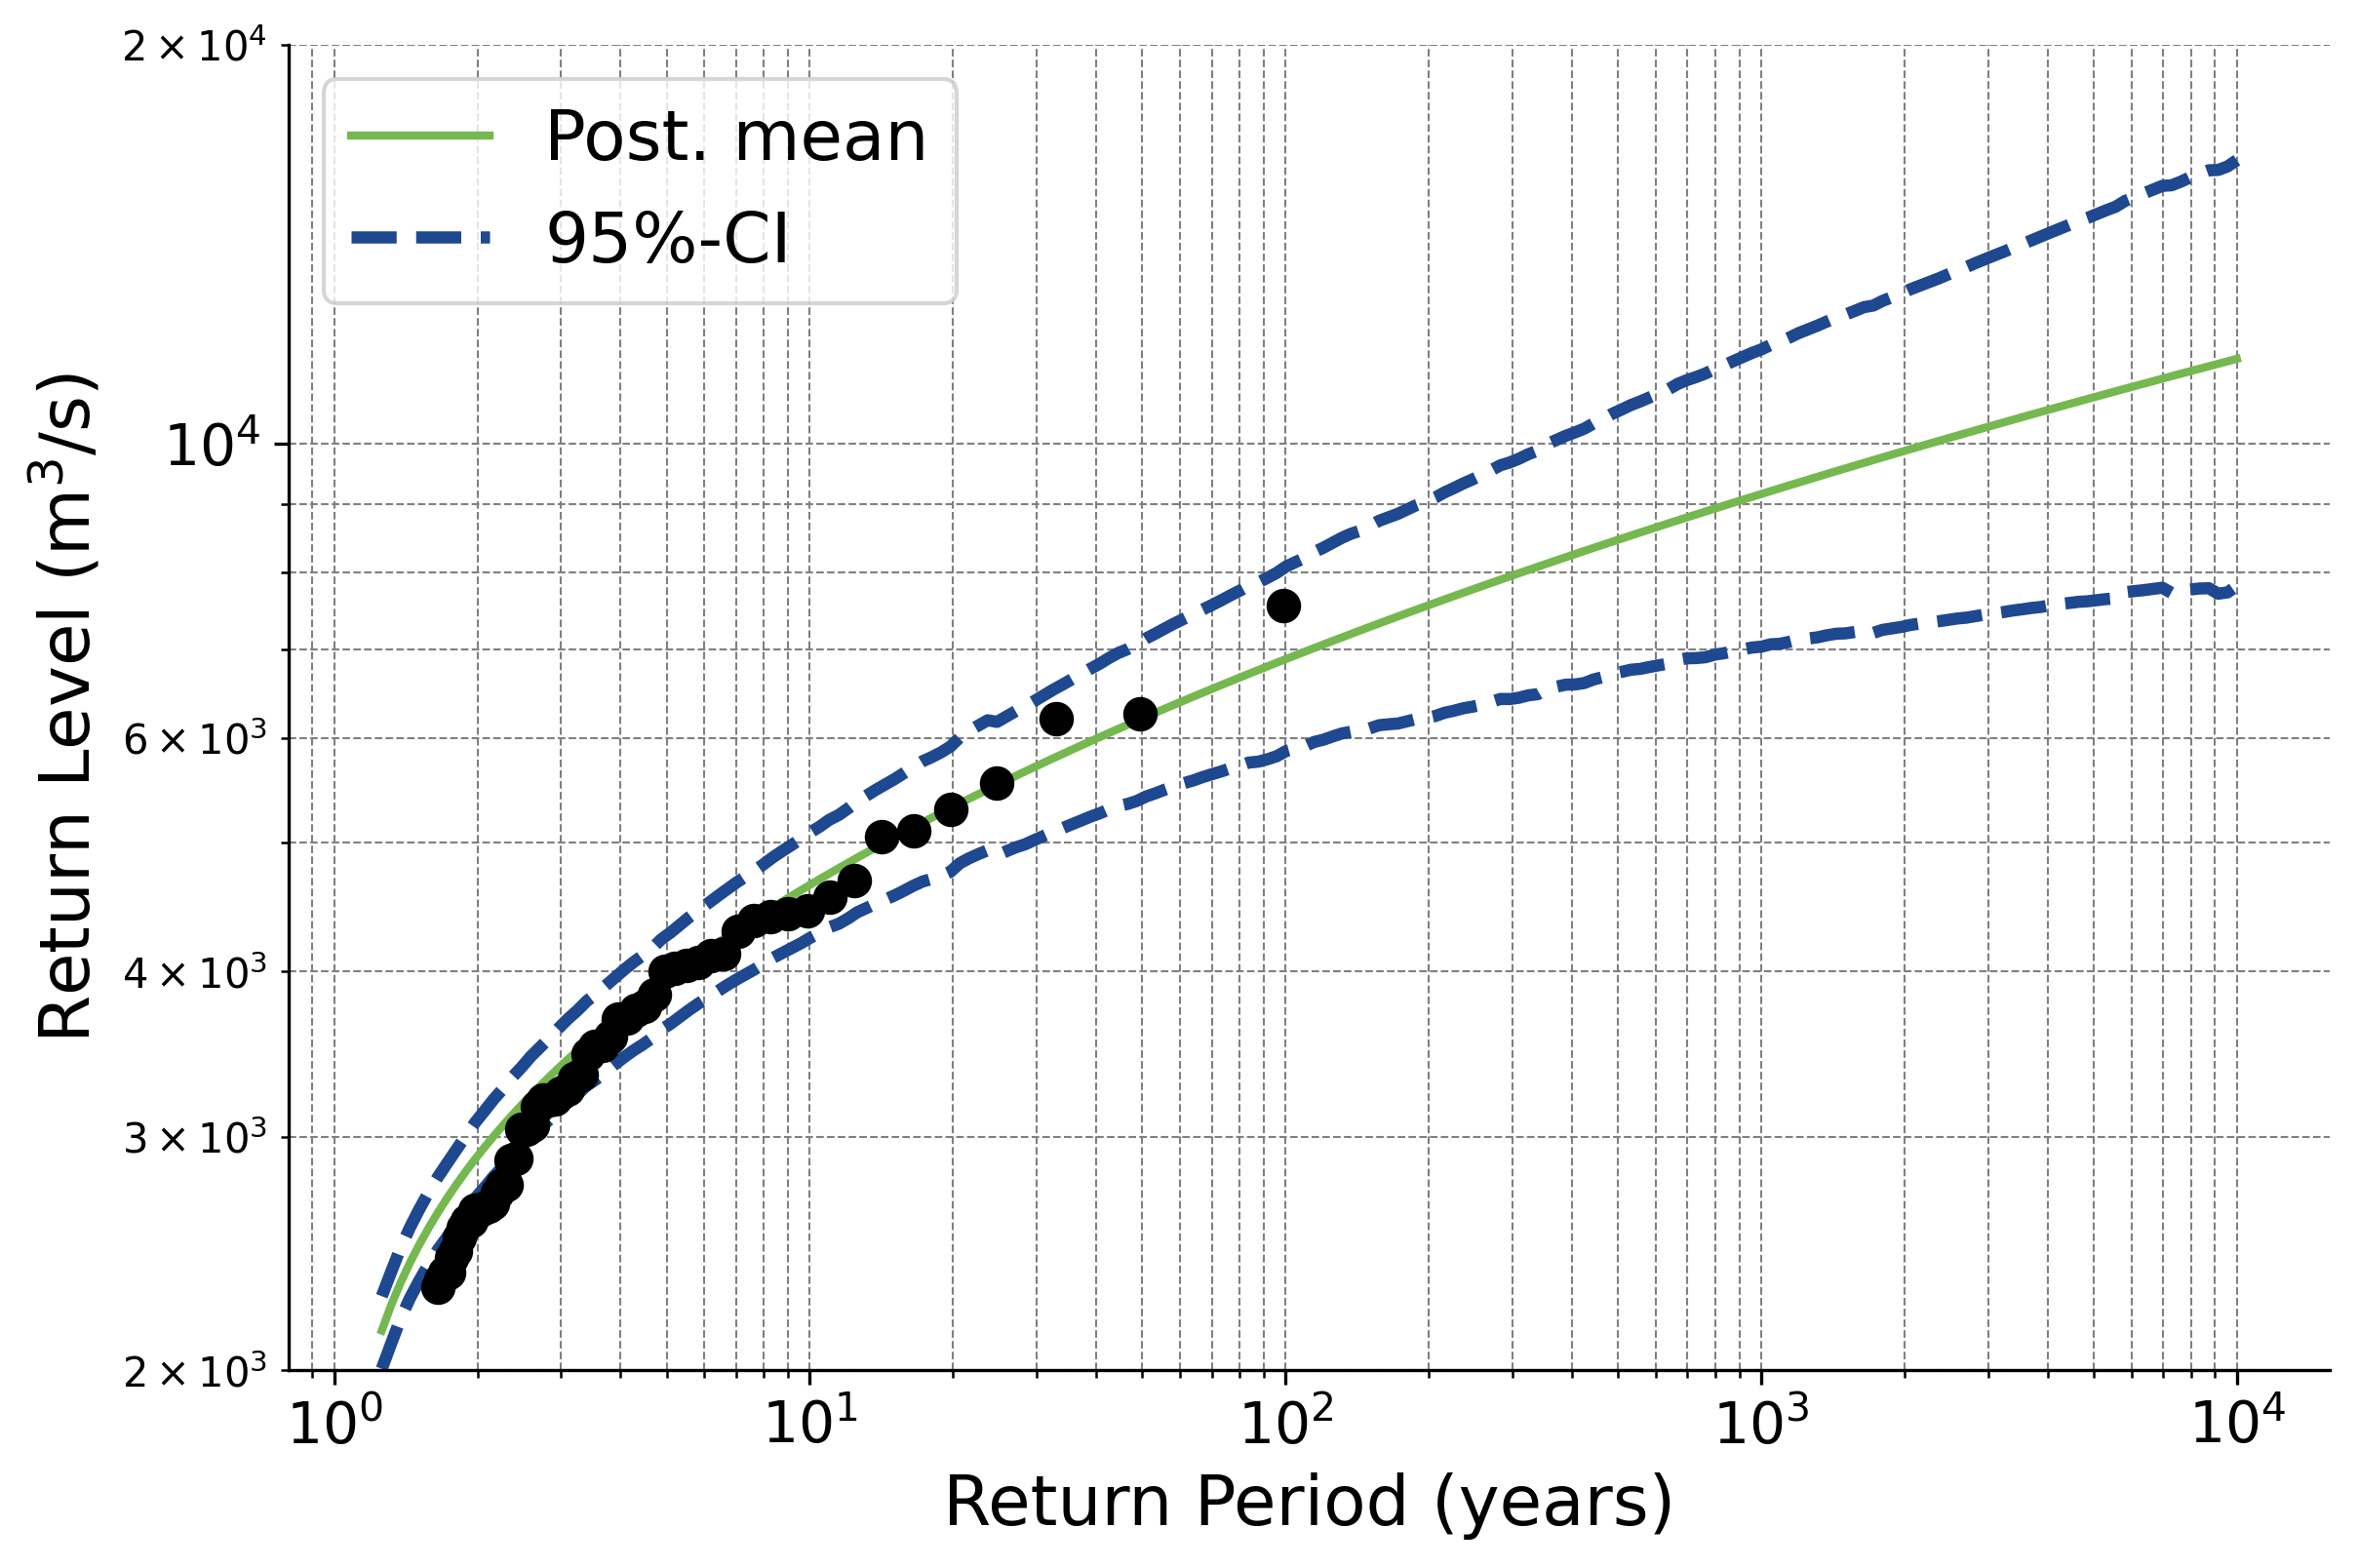 2 × 10⁴
10⁴
6 × 10³
4 × 10³
3 × 10³
2 × 10³
Return Level (m³/s)
Post. mean
95%-CI
10⁰ 10¹ 10² 10³ 10⁴
Return Period (years)